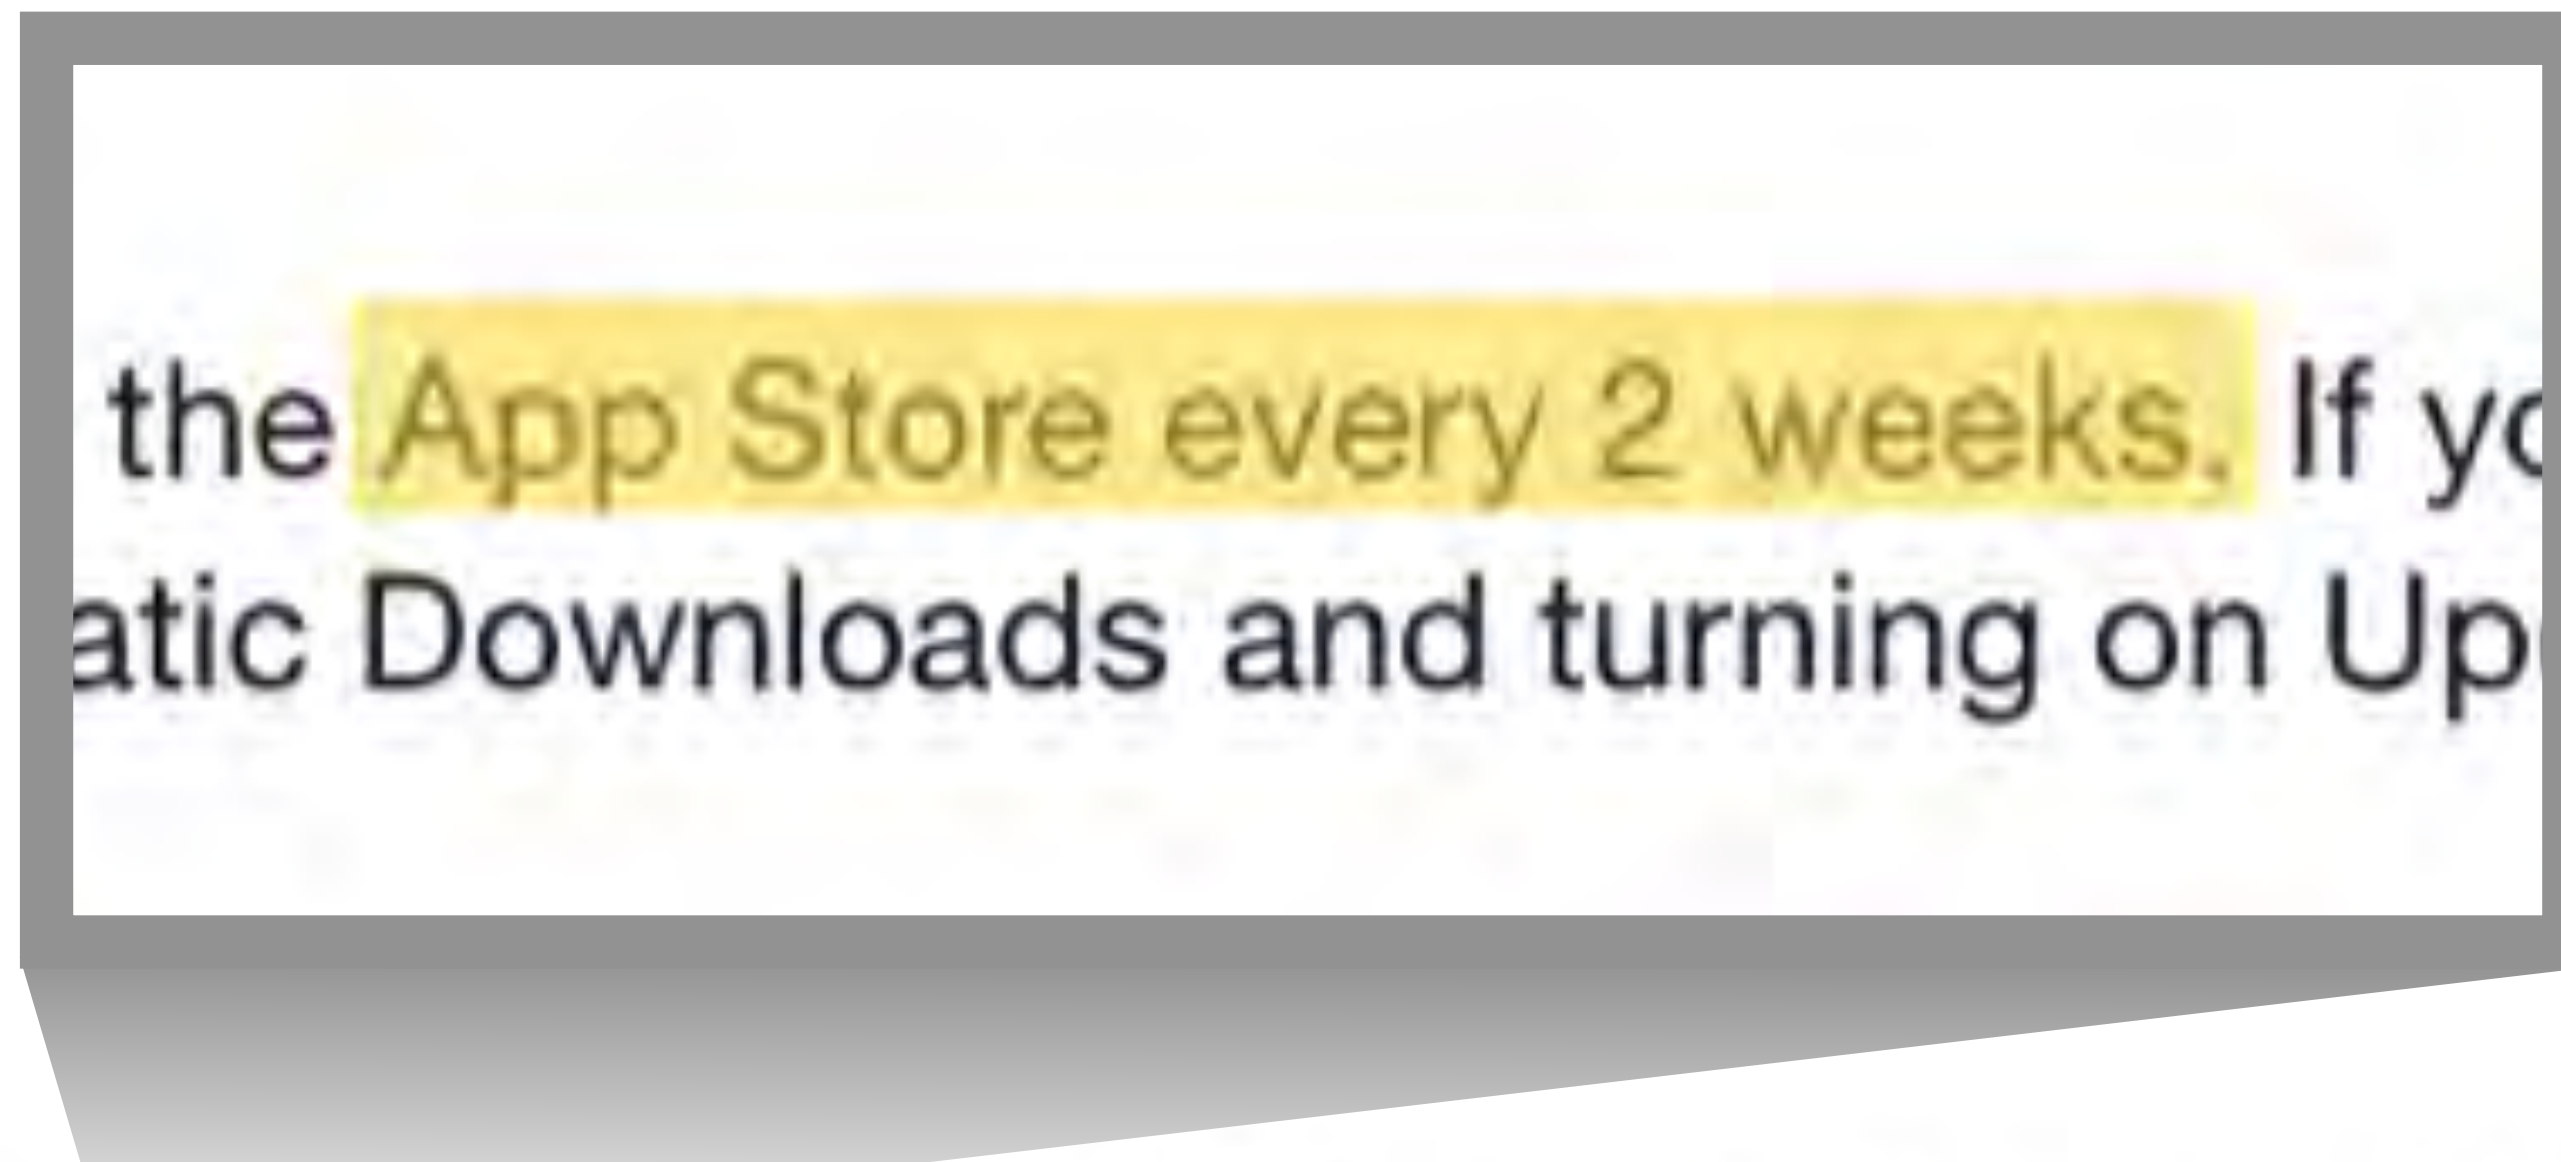 the App Store every 2 weeks. If yo
atic Downloads and turning on Up